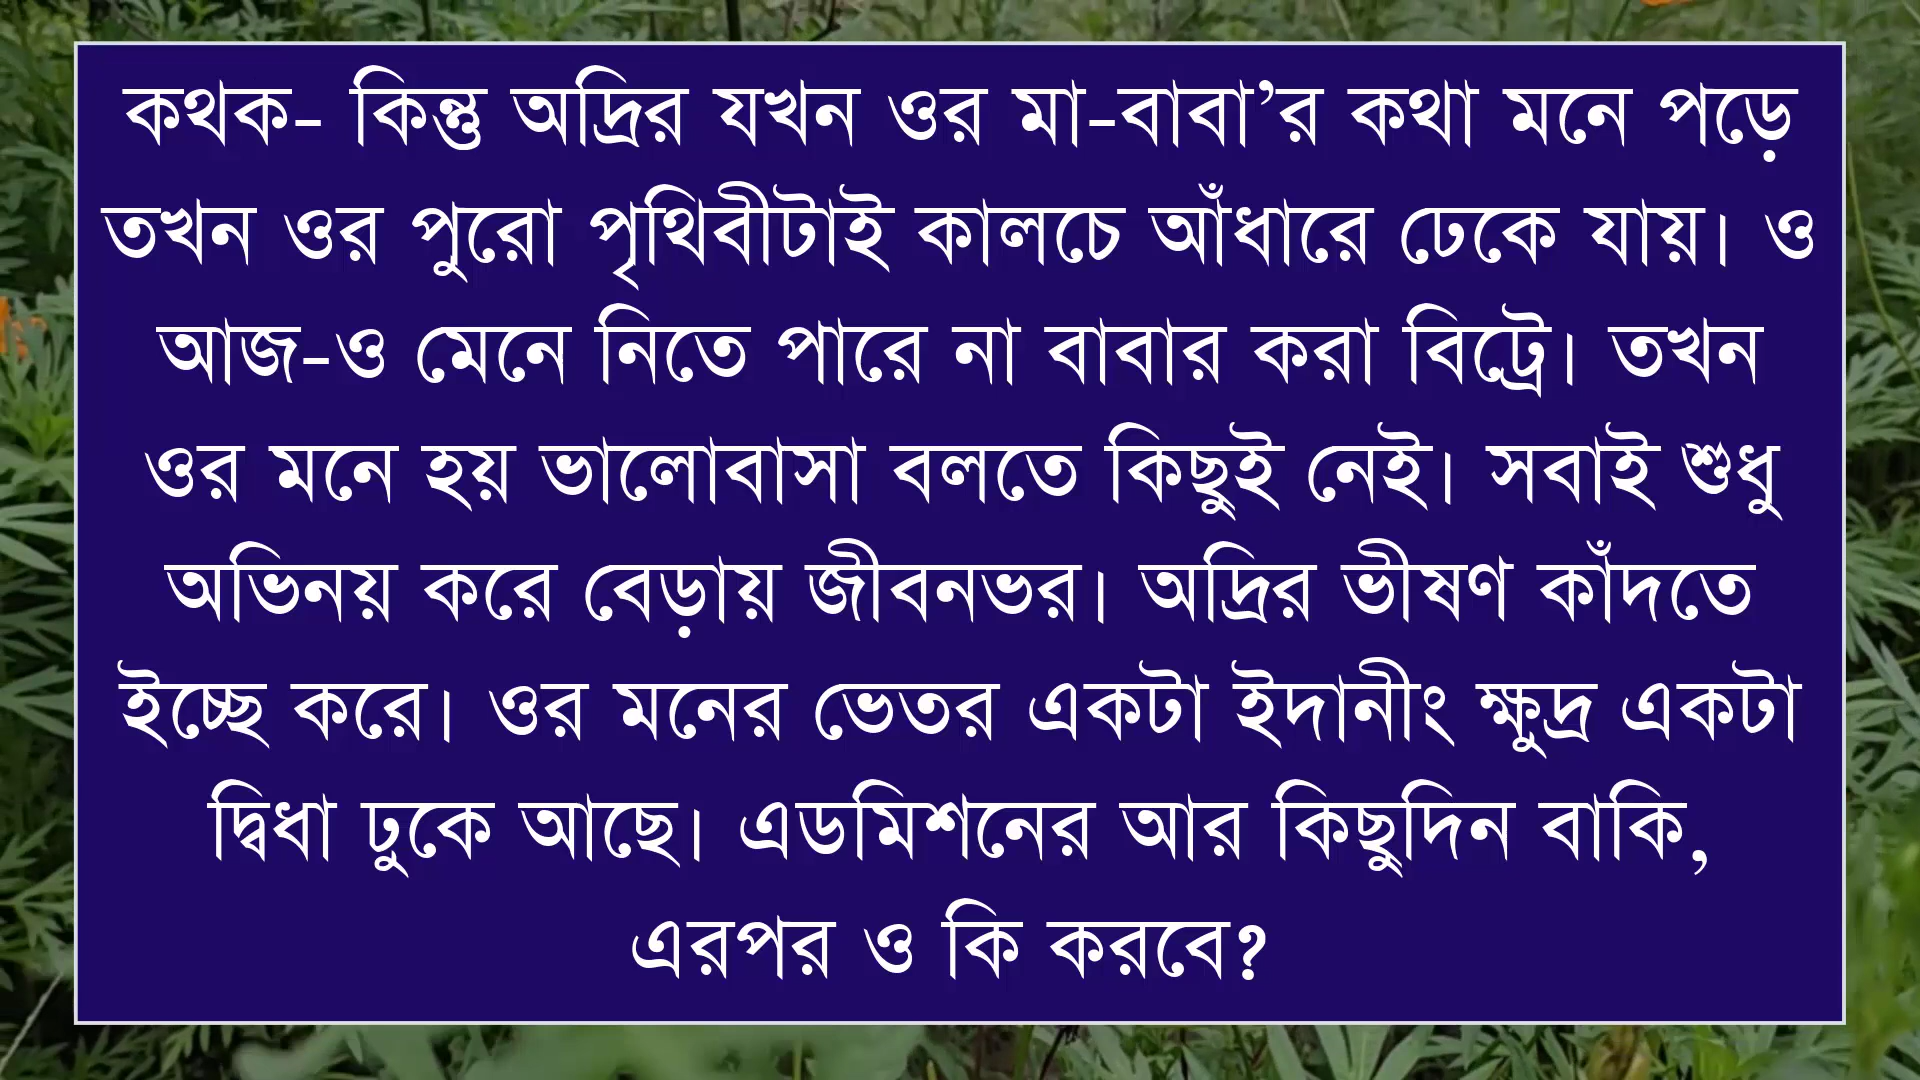 কথক- কিন্তু অদ্রির যখন ওর মা-বাবা’র কথা মনে পড়ে
তখন ওর পুরো পৃথিবীটাই কালচে আঁধারে ঢেকে যায়। ও
আজ-ও মেনে নিতে পারে না বাবার করা বিট্রে। তখন
ওর মনে হয় ভালোবাসা বলতে কিছুই নেই। সবাই শুধু
অভিনয় করে বেড়ায় জীবনভর। অদ্রির ভীষণ কাঁদতে
ইচ্ছে করে। ওর মনের ভেতর একটা ইদানীং ক্ষুদ্র একটা
দ্বিধা ঢুকে আছে। এডমিশনের আর কিছুদিন বাকি,
এরপর ও কি করবে?